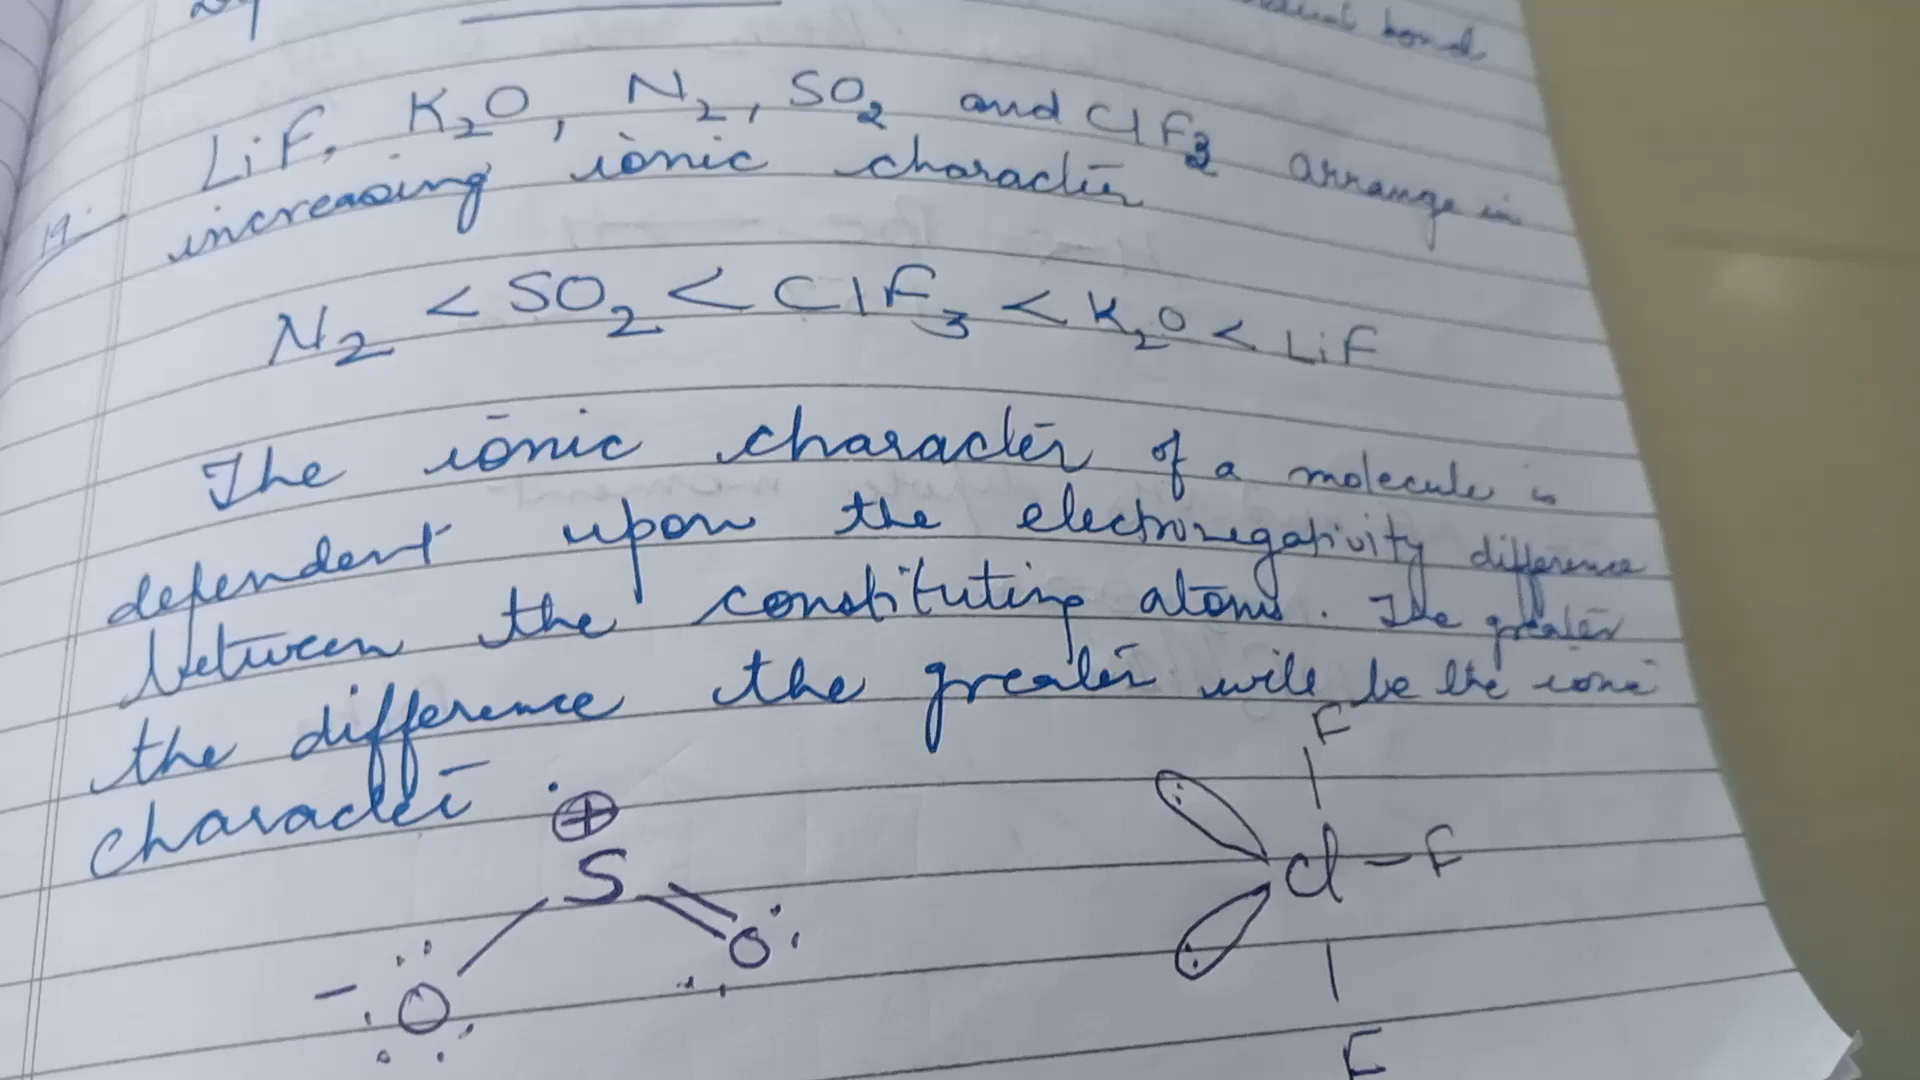 bond
LiF, K2O, N2, SO2 and ClF3 arrange in
19. increasing ionic character
N2 < SO2 < ClF3 < K2O < LiF
The ionic character of a molecule is
dependent upon the electronegativity difference
between the constituting atoms. The greater
the difference the greater will be the ionic
character.
F
⊕
S Cl - F
O
- O
F